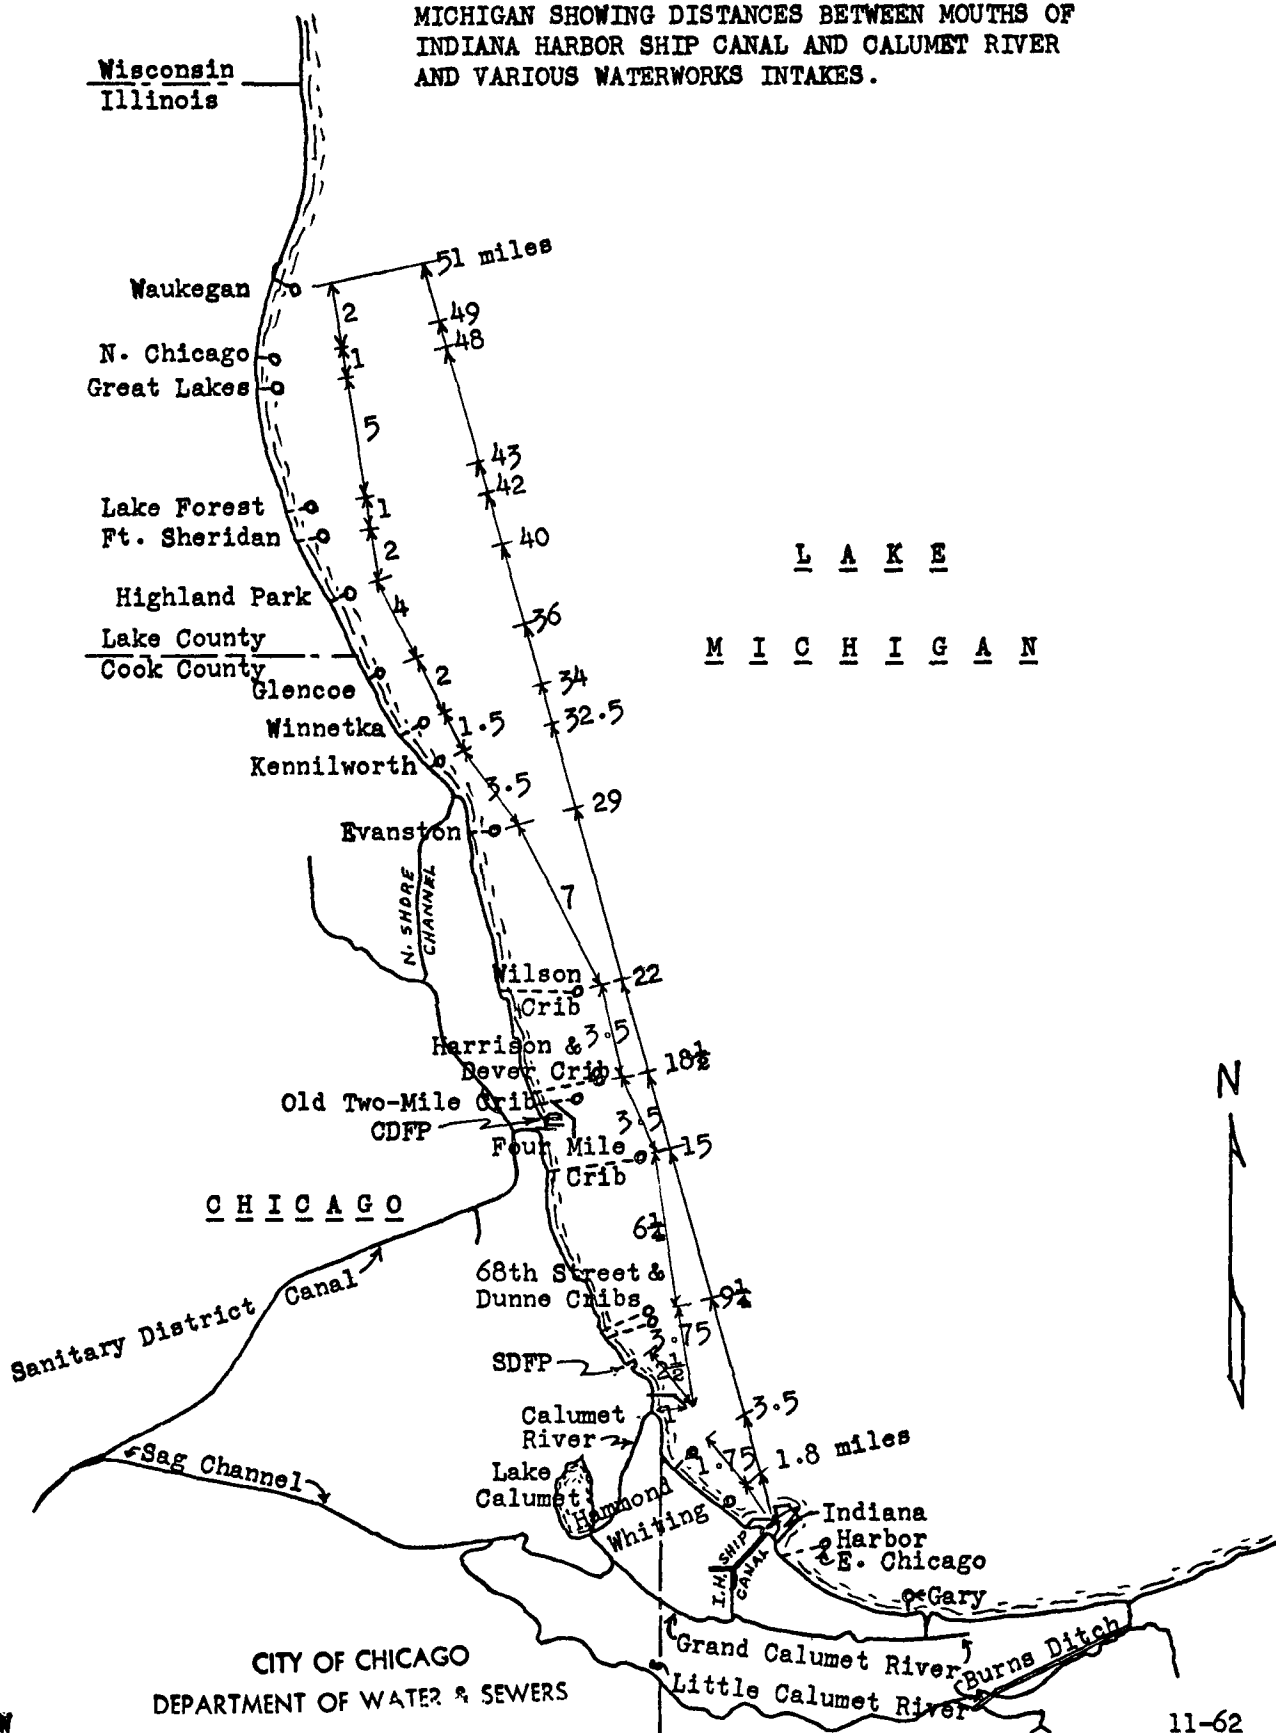 MICHIGAN SHOWING DISTANCES BETWEEN MOUTHS OF
INDIANA HARBOR SHIP CANAL AND CALUMET RIVER
AND VARIOUS WATERWORKS INTAKES.
Wisconsin
Illinois
51 miles
Waukegan
2
49
48
N. Chicago
1
Great Lakes
5
43
42
Lake Forest
1
Ft. Sheridan
2
40
LAKE
Highland Park
4
36
Lake County
Cook County
MICHIGAN
Glencoe
2
34
Winnetka
1.5
32.5
Kennilworth
3.5
29
Evanston
7
N. SHORE
CHANNEL
Wilson
Crib
22
3.5
Harrison &
Dever Crib
18½
N
Old Two-Mile Crib
3.5
CDFP
Four Mile
Crib
15
CHICAGO
6¼
68th Street &
Dunne Cribs
9¼
3.75
Sanitary District Canal
SDFP
2½
1
3.5
Calumet
River
1.75
1.8 miles
Sag Channel
Lake
Calumet
Hammond
Whiting
Indiana
Harbor
E. Chicago
I.H. SHIP
CANAL
Gary
Grand Calumet River
Burns Ditch
Little Calumet River
CITY OF CHICAGO
DEPARTMENT OF WATER & SEWERS
11-62